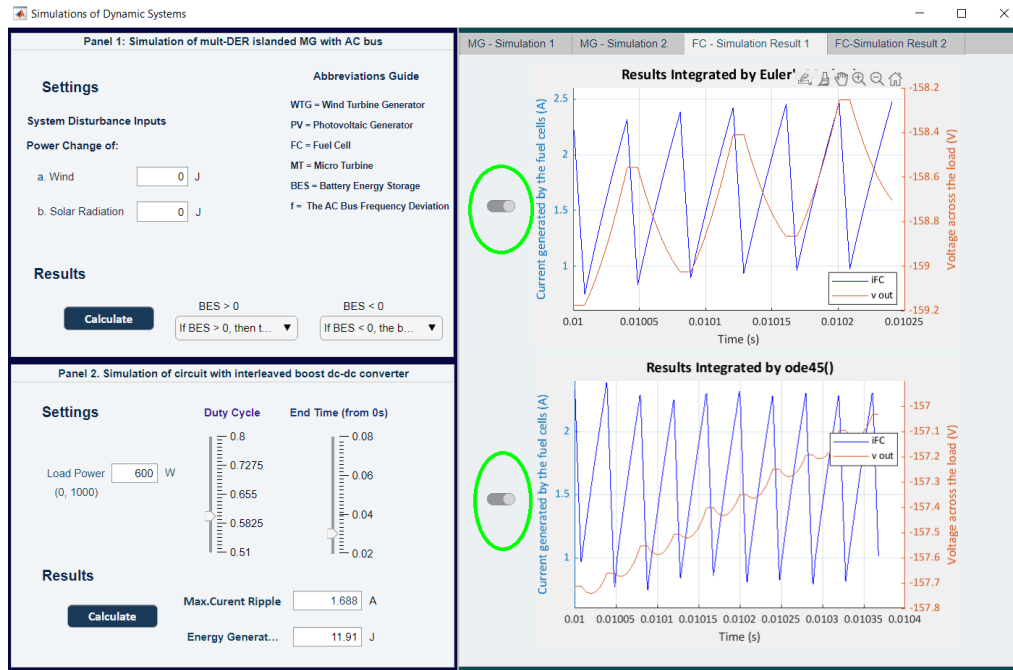 Simulations of Dynamic Systems
Panel 1: Simulation of mult-DER islanded MG with AC bus
Settings
System Disturbance Inputs
Power Change of:
a. Wind 0 J
b. Solar Radiation 0 J
Abbreviations Guide
WTG = Wind Turbine Generator
PV = Photovoltaic Generator
FC = Fuel Cell
MT = Micro Turbine
BES = Battery Energy Storage
f = The AC Bus Frequency Deviation
Results
Calculate
BES > 0
If BES > 0, then t...
BES < 0
If BES < 0, the b...
Panel 2. Simulation of circuit with interleaved boost dc-dc converter
Settings
Load Power 600 W
(0, 1000)
Duty Cycle
0.8
0.7275
0.655
0.5825
0.51
End Time (from 0s)
0.08
0.06
0.04
0.02
Results
Calculate
Max.Curent Ripple 1.688 A
Energy Generat... 11.91 J
MG - Simulation 1
MG - Simulation 2
FC - Simulation Result 1
FC-Simulation Result 2
Results Integrated by Euler'
Current generated by the fuel cells (A)
2.5
2
1.5
1
-158.2
-158.4
-158.6
-158.8
-159
-159.2
Voltage across the load (V)
iFC
v out
0.01 0.01005 0.0101 0.01015 0.0102 0.01025
Time (s)
Results Integrated by ode45()
Current generated by the fuel cells (A)
2
1
-157
-157.1
-157.2
-157.3
-157.4
-157.5
-157.6
-157.7
-157.8
Voltage across the load (V)
iFC
v out
0.01 0.01005 0.0101 0.01015 0.0102 0.01025 0.0103 0.01035 0.0104
Time (s)